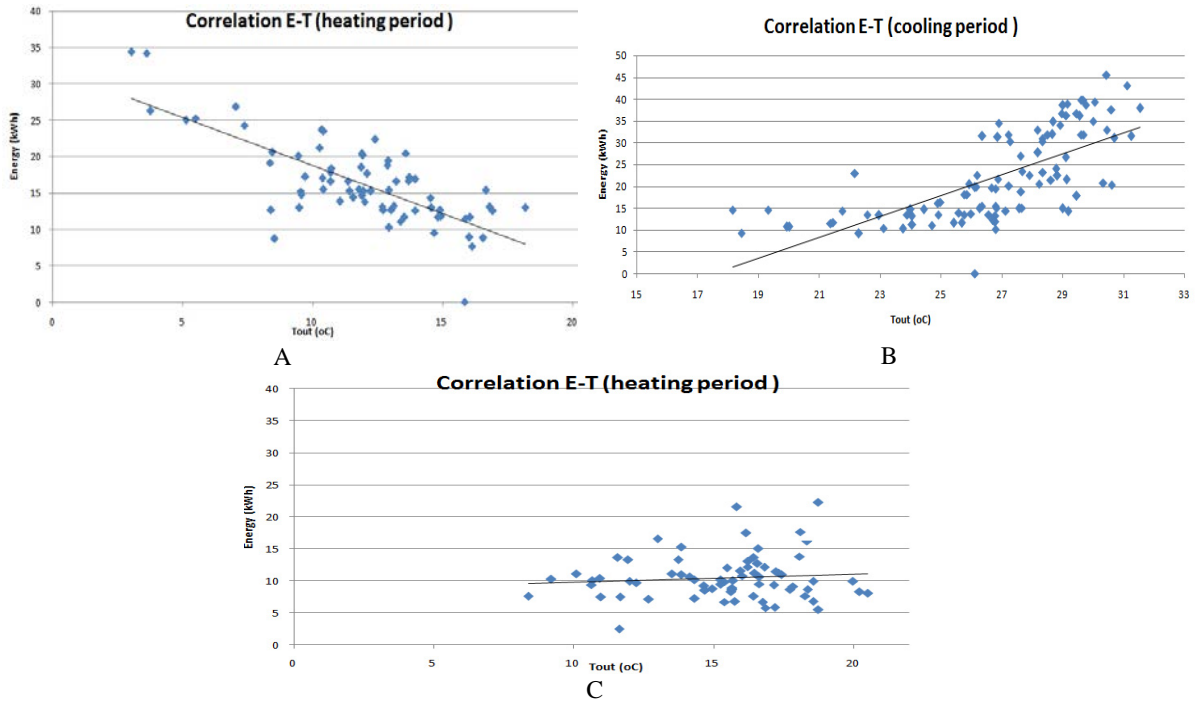 Correlation E-T (heating period )
Energy (kWh)
40
35
30
25
20
15
10
5
0
0 5 10 15 20
Tout (oC)
A
Correlation E-T (cooling period )
Energy (kWh)
50
45
40
35
30
25
20
15
10
5
0
15 17 19 21 23 25 27 29 31 33
Tout (oC)
B
Correlation E-T (heating period )
Energy (kWh)
40
35
30
25
20
15
10
5
0
0 5 10 15 20
Tout (oC)
C